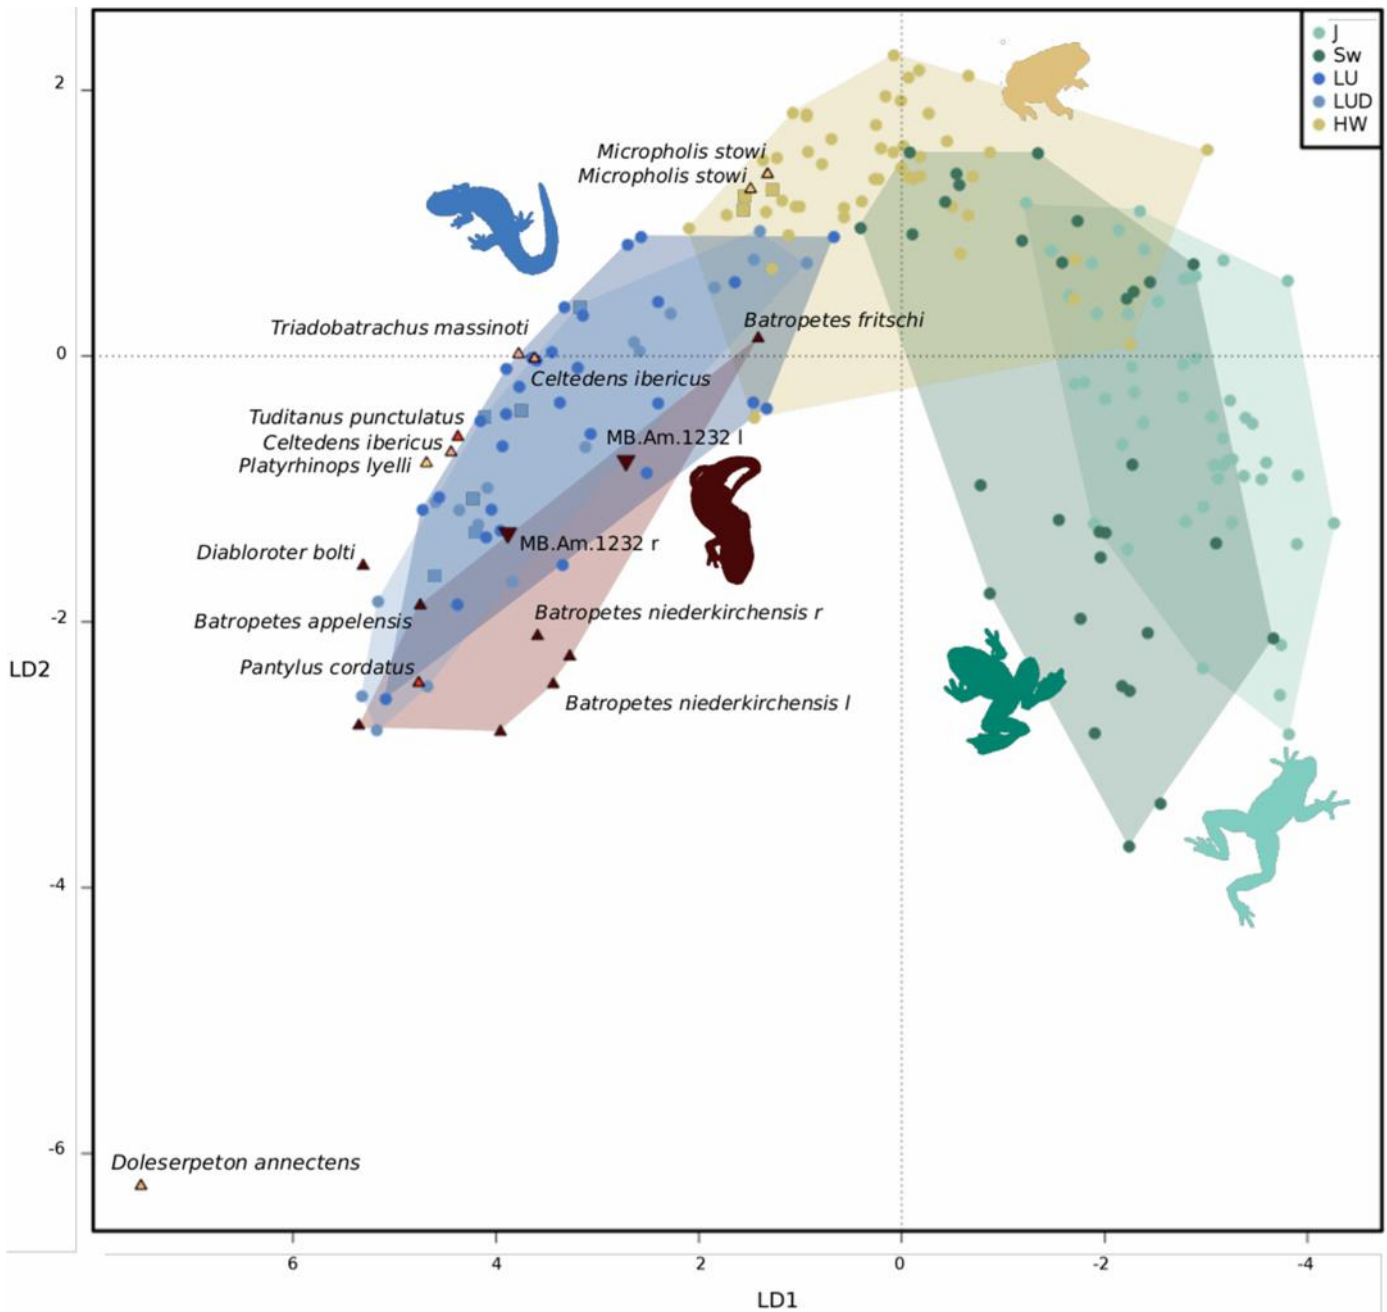 J
Sw
LU
LUD
HW
2
Micropholis stowi
Micropholis stowi
Batropetes fritschi
Triadobatrachus massinoti
0
Celtedens ibericus
Tuditanus punctulatus
MB.Am.1232 l
Celtedens ibericus
Platyrhinops lyelli
MB.Am.1232 r
Diabloroter bolti
Batropetes niederkirchensis r
-2
Batropetes appelensis
LD2
Pantylus cordatus
Batropetes niederkirchensis l
-4
-6
Doleserpeton annectens
6 4 2 0 -2 -4
LD1